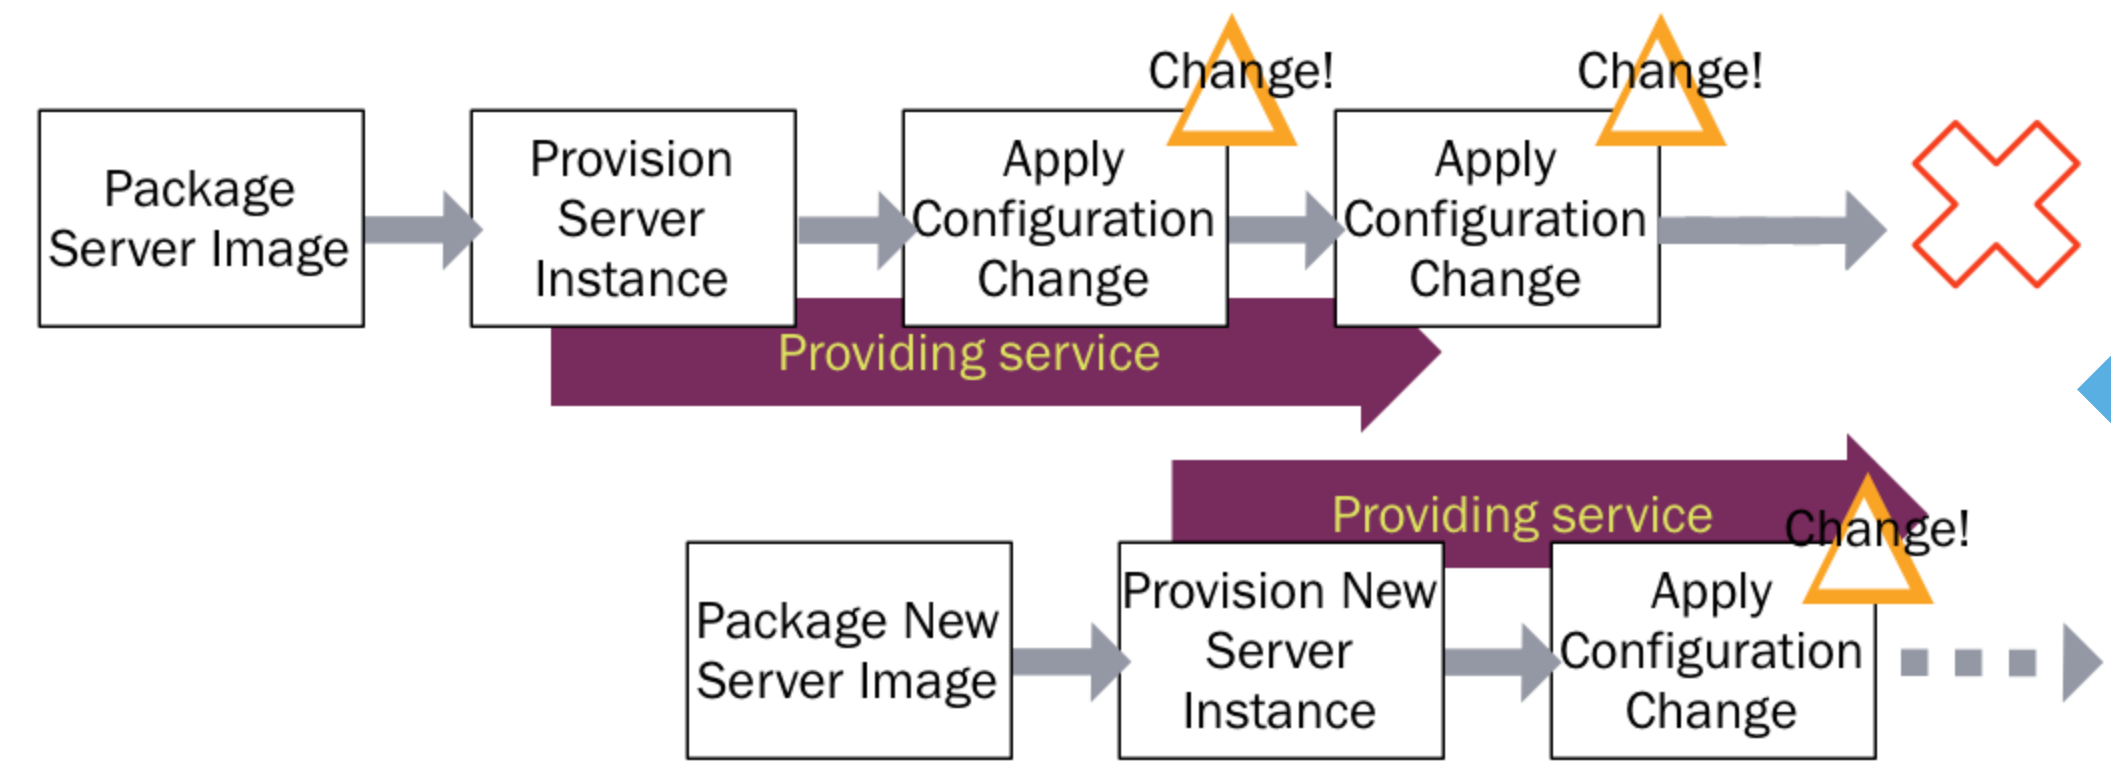 Change!
Change!
Package
Server Image
Provision
Server
Instance
Apply
Configuration
Change
Apply
Configuration
Change
Providing service
Providing service
Change!
Package New
Server Image
Provision New
Server
Instance
Apply
Configuration
Change